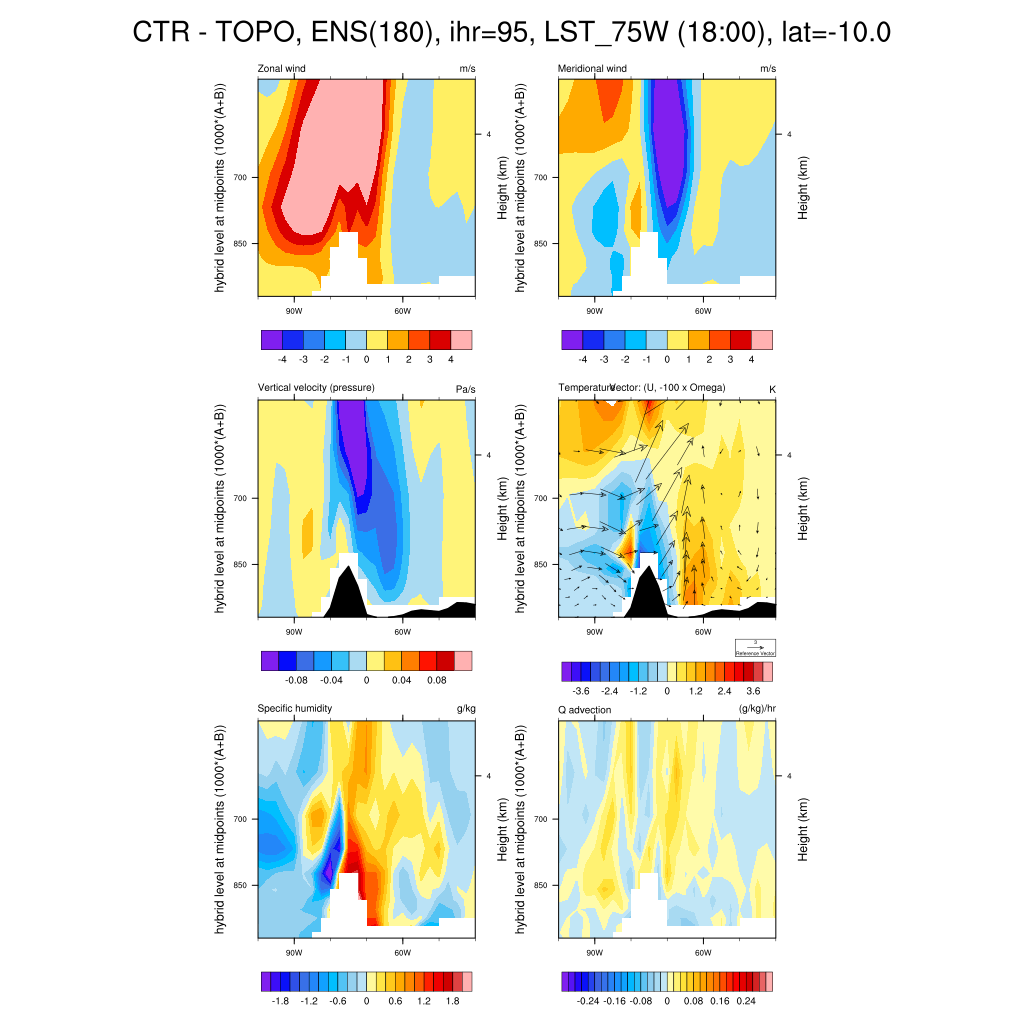 CTR - TOPO, ENS(180), ihr=95, LST_75W (18:00), lat=-10.0
Zonal wind m/s
hybrid level at midpoints (1000*(A+B))
700
850
4
Height (km)
90W 60W
-4 -3 -2 -1 0 1 2 3 4
Meridional wind m/s
hybrid level at midpoints (1000*(A+B))
700
850
4
Height (km)
90W 60W
-4 -3 -2 -1 0 1 2 3 4
Vertical velocity (pressure) Pa/s
hybrid level at midpoints (1000*(A+B))
700
850
4
Height (km)
90W 60W
-0.08 -0.04 0 0.04 0.08
Temperature Vector: (U, -100 x Omega) K
hybrid level at midpoints (1000*(A+B))
700
850
4
Height (km)
90W 60W
3
Reference Vector
-3.6 -2.4 -1.2 0 1.2 2.4 3.6
Specific humidity g/kg
hybrid level at midpoints (1000*(A+B))
700
850
4
Height (km)
90W 60W
-1.8 -1.2 -0.6 0 0.6 1.2 1.8
Q advection (g/kg)/hr
hybrid level at midpoints (1000*(A+B))
700
850
4
Height (km)
90W 60W
-0.24 -0.16 -0.08 0 0.08 0.16 0.24